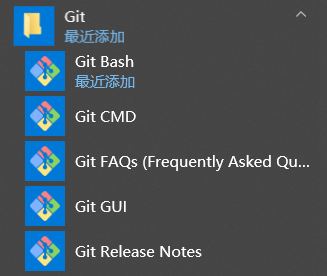 Git
最近添加
Git Bash
最近添加
Git CMD
Git FAQs (Frequently Asked Qu...
Git GUI
Git Release Notes